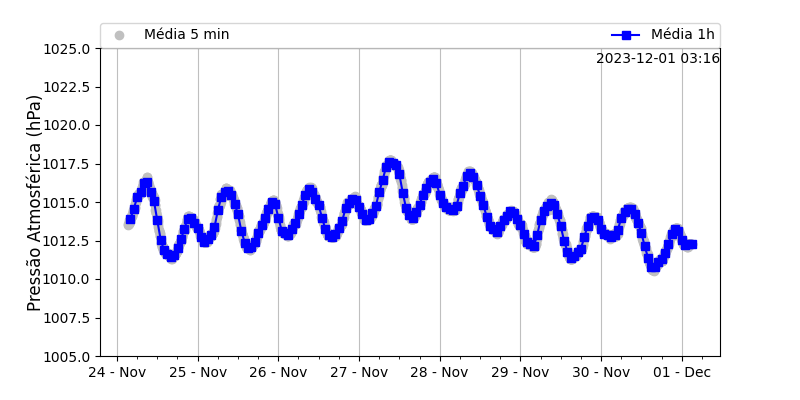 Média 5 min
Média 1h
2023-12-01 03:16
Pressão Atmosférica (hPa)
1025.0
1022.5
1020.0
1017.5
1015.0
1012.5
1010.0
1007.5
1005.0
24 - Nov
25 - Nov
26 - Nov
27 - Nov
28 - Nov
29 - Nov
30 - Nov
01 - Dec